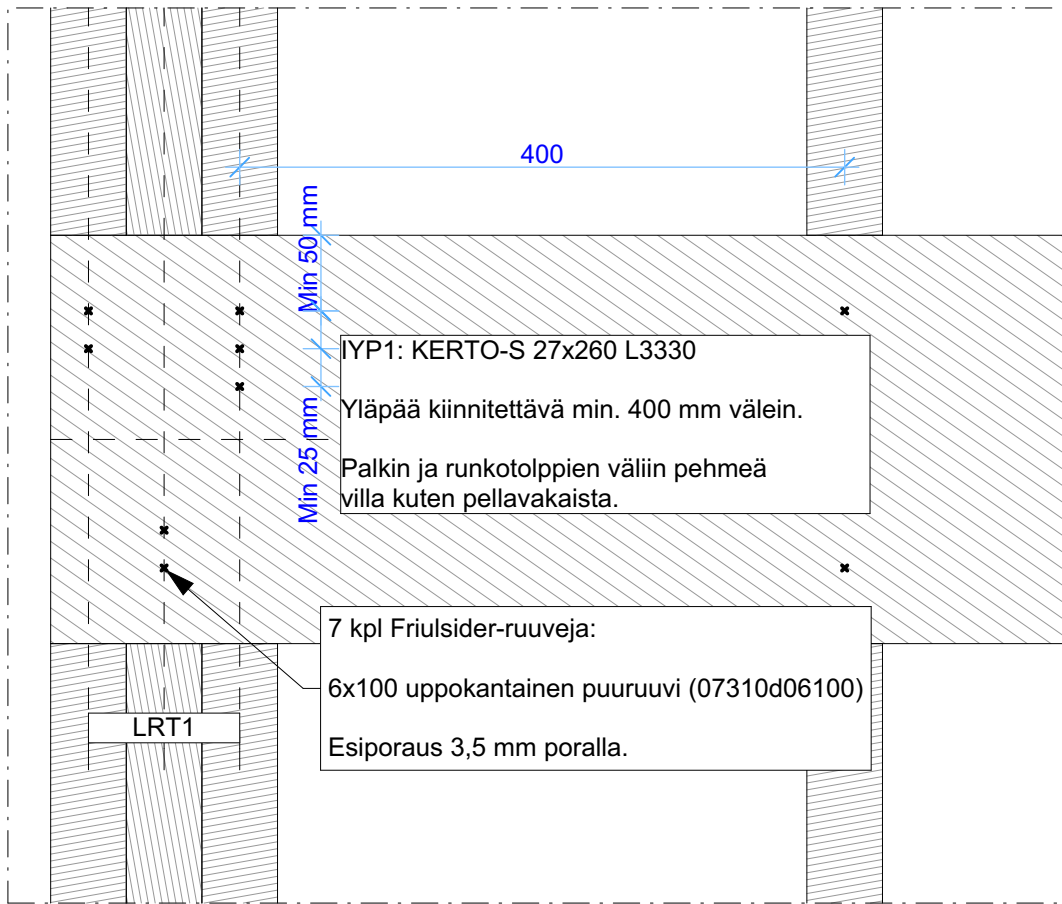 400
Min 50 mm
IYP1: KERTO-S 27x260 L3330
Yläpää kiinnitettävä min. 400 mm välein.
Palkin ja runkotolppien väliin pehmeä
villa kuten pellavakaista.
Min 25 mm
7 kpl Friulsider-ruuveja:
6x100 uppokantainen puuruuvi (07310d06100)
Esiporaus 3,5 mm poralla.
LRT1